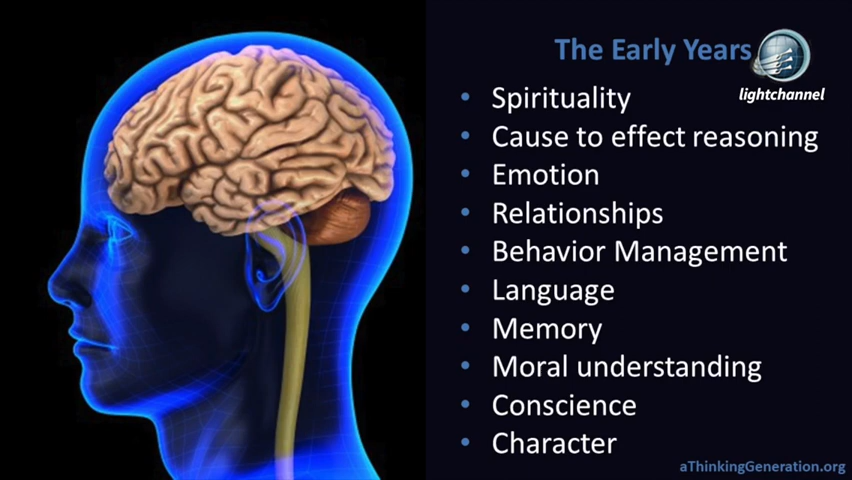 The Early Years
lightchannel
Spirituality
Cause to effect reasoning
Emotion
Relationships
Behavior Management
Language
Memory
Moral understanding
Conscience
Character
aThinkingGeneration.org